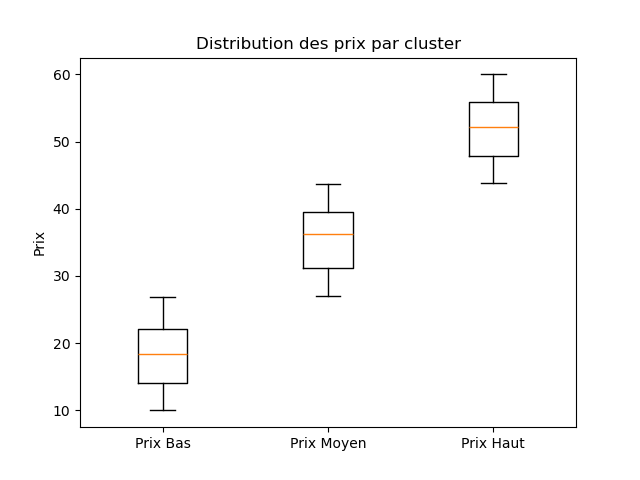 Distribution des prix par cluster
60
50
40
30
20
10
Prix
Prix Bas
Prix Moyen
Prix Haut